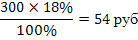 300 × 18%
100% = 54 руб